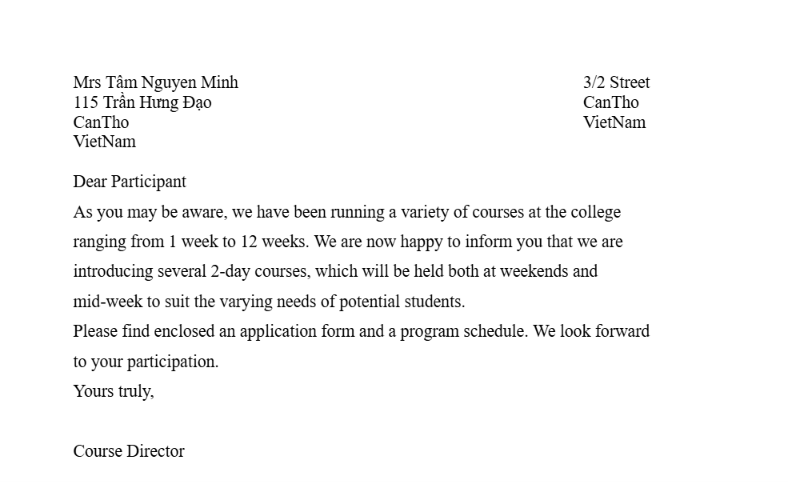 Mrs Tâm Nguyen Minh
115 Trần Hưng Đạo
CanTho
VietNam
3/2 Street
CanTho
VietNam
Dear Participant
As you may be aware, we have been running a variety of courses at the college
ranging from 1 week to 12 weeks. We are now happy to inform you that we are
introducing several 2-day courses, which will be held both at weekends and
mid-week to suit the varying needs of potential students.
Please find enclosed an application form and a program schedule. We look forward
to your participation.
Yours truly,
Course Director